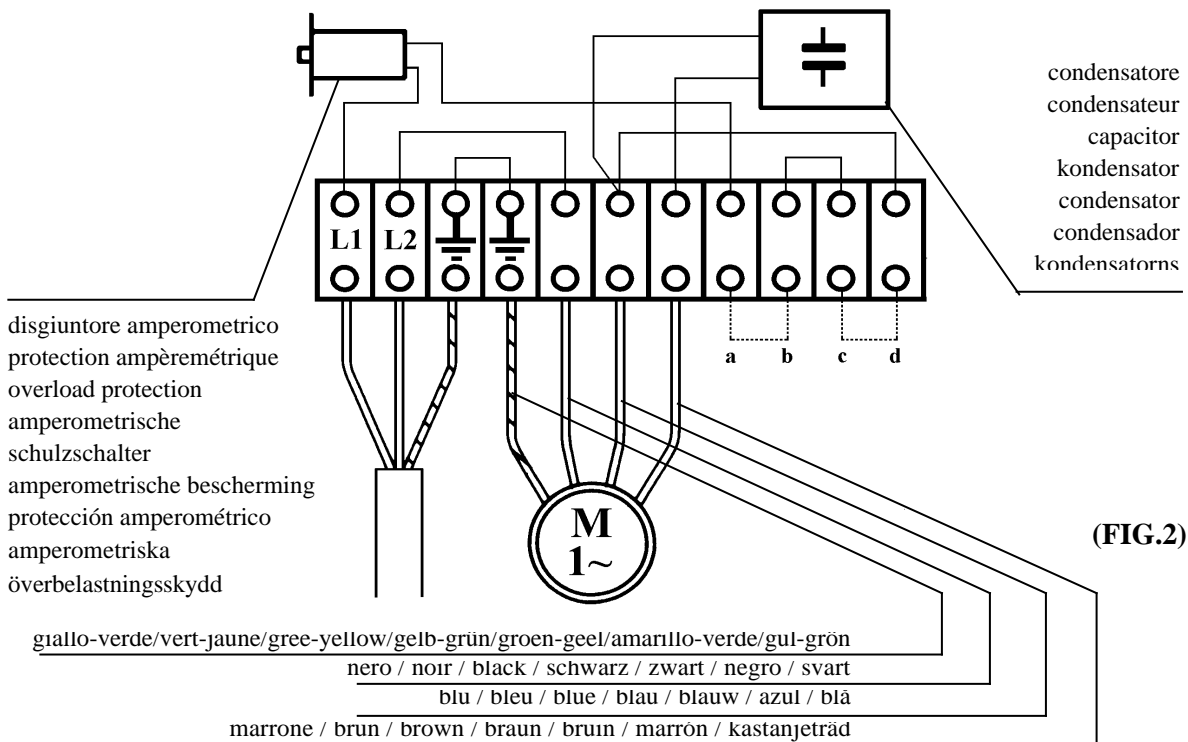 condensatore
condensateur
capacitor
kondensator
condensator
condensador
kondensatorns
L1 L2
a b c d
disgiuntore amperometrico
protection ampèremétrique
overload protection
amperometrische
schulzschalter
amperometrische bescherming
protección amperométrico
amperometriska
överbelastningsskydd
M
1~
(FIG.2)
giallo-verde/vert-jaune/gree-yellow/gelb-grün/groen-geel/amarillo-verde/gul-grön
nero / noir / black / schwarz / zwart / negro / svart
blu / bleu / blue / blau / blauw / azul / blå
marrone / brun / brown / braun / bruin / marrón / kastanjeträd